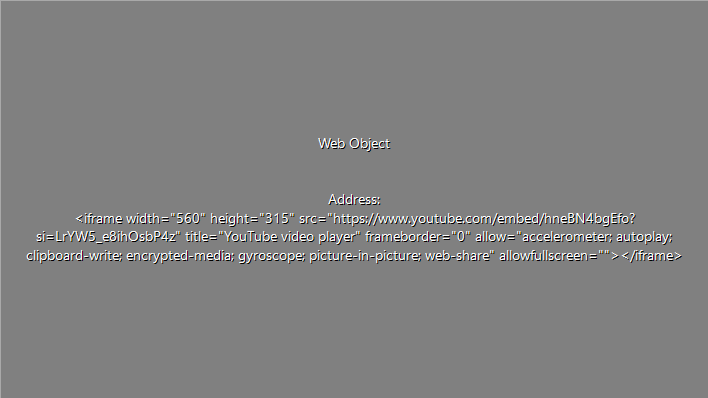 Web Object
Address:
<iframe width="560" height="315" src="https://www.youtube.com/embed/hneBN4bgEfo?
si=LrYW5_e8ihOsbP4z" title="YouTube video player" frameborder="0" allow="accelerometer; autoplay;
clipboard-write; encrypted-media; gyroscope; picture-in-picture; web-share" allowfullscreen=""></iframe>